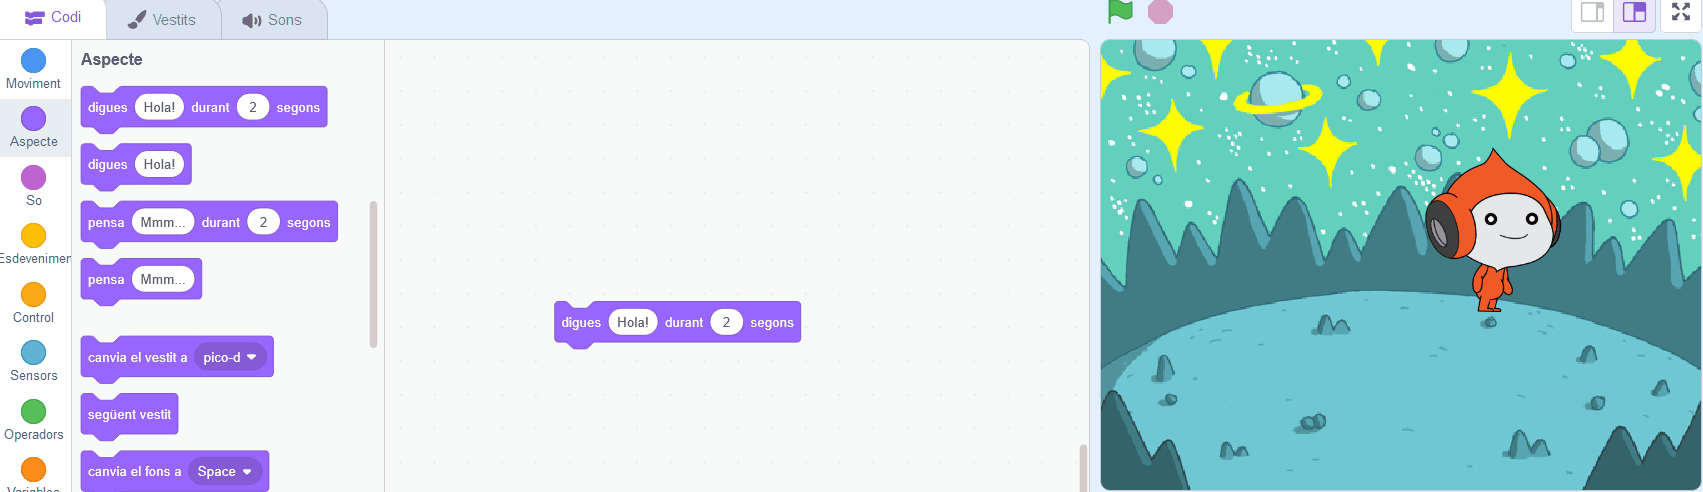 Codi
Vestits
Sons
Moviment
Aspecte
So
Esdevenimen
Control
Sensors
Operadors
Variables
Aspecte
digues Hola! durant 2 segons
digues Hola!
pensa Mmm... durant 2 segons
pensa Mmm...
canvia el vestit a pico-d
següent vestit
canvia el fons a Space
digues Hola! durant 2 segons